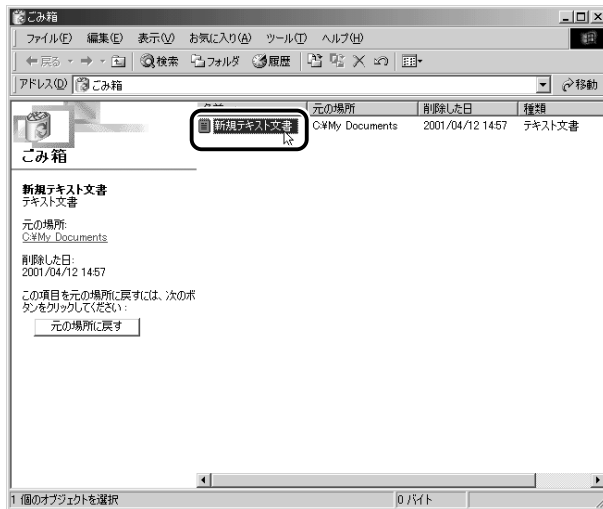 ごみ箱
ファイル(F) 編集(E) 表示(V) お気に入り(A) ツール(T) ヘルプ(H)
戻る 検索 フォルダ 履歴
アドレス(D) ごみ箱 移動
元の場所 削除した日 種類
新規テキスト文書 C:¥My Documents 2001/04/12 14:57 テキスト文書
ごみ箱
新規テキスト文書
テキスト文書
元の場所:
C:¥My Documents
削除した日:
2001/04/12 14:57
この項目を元の場所に戻すには、次のボ
タンをクリックしてください:
元の場所に戻す
1 個のオブジェクトを選択 0 バイト